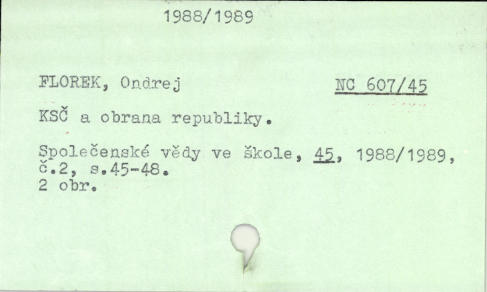 1988/1989
FLOREK, Ondrej NC 607/45
KSČ a obrana republiky.
Společenské vědy ve škole, 45, 1988/1989,
č.2, s.45-48.
2 obr.